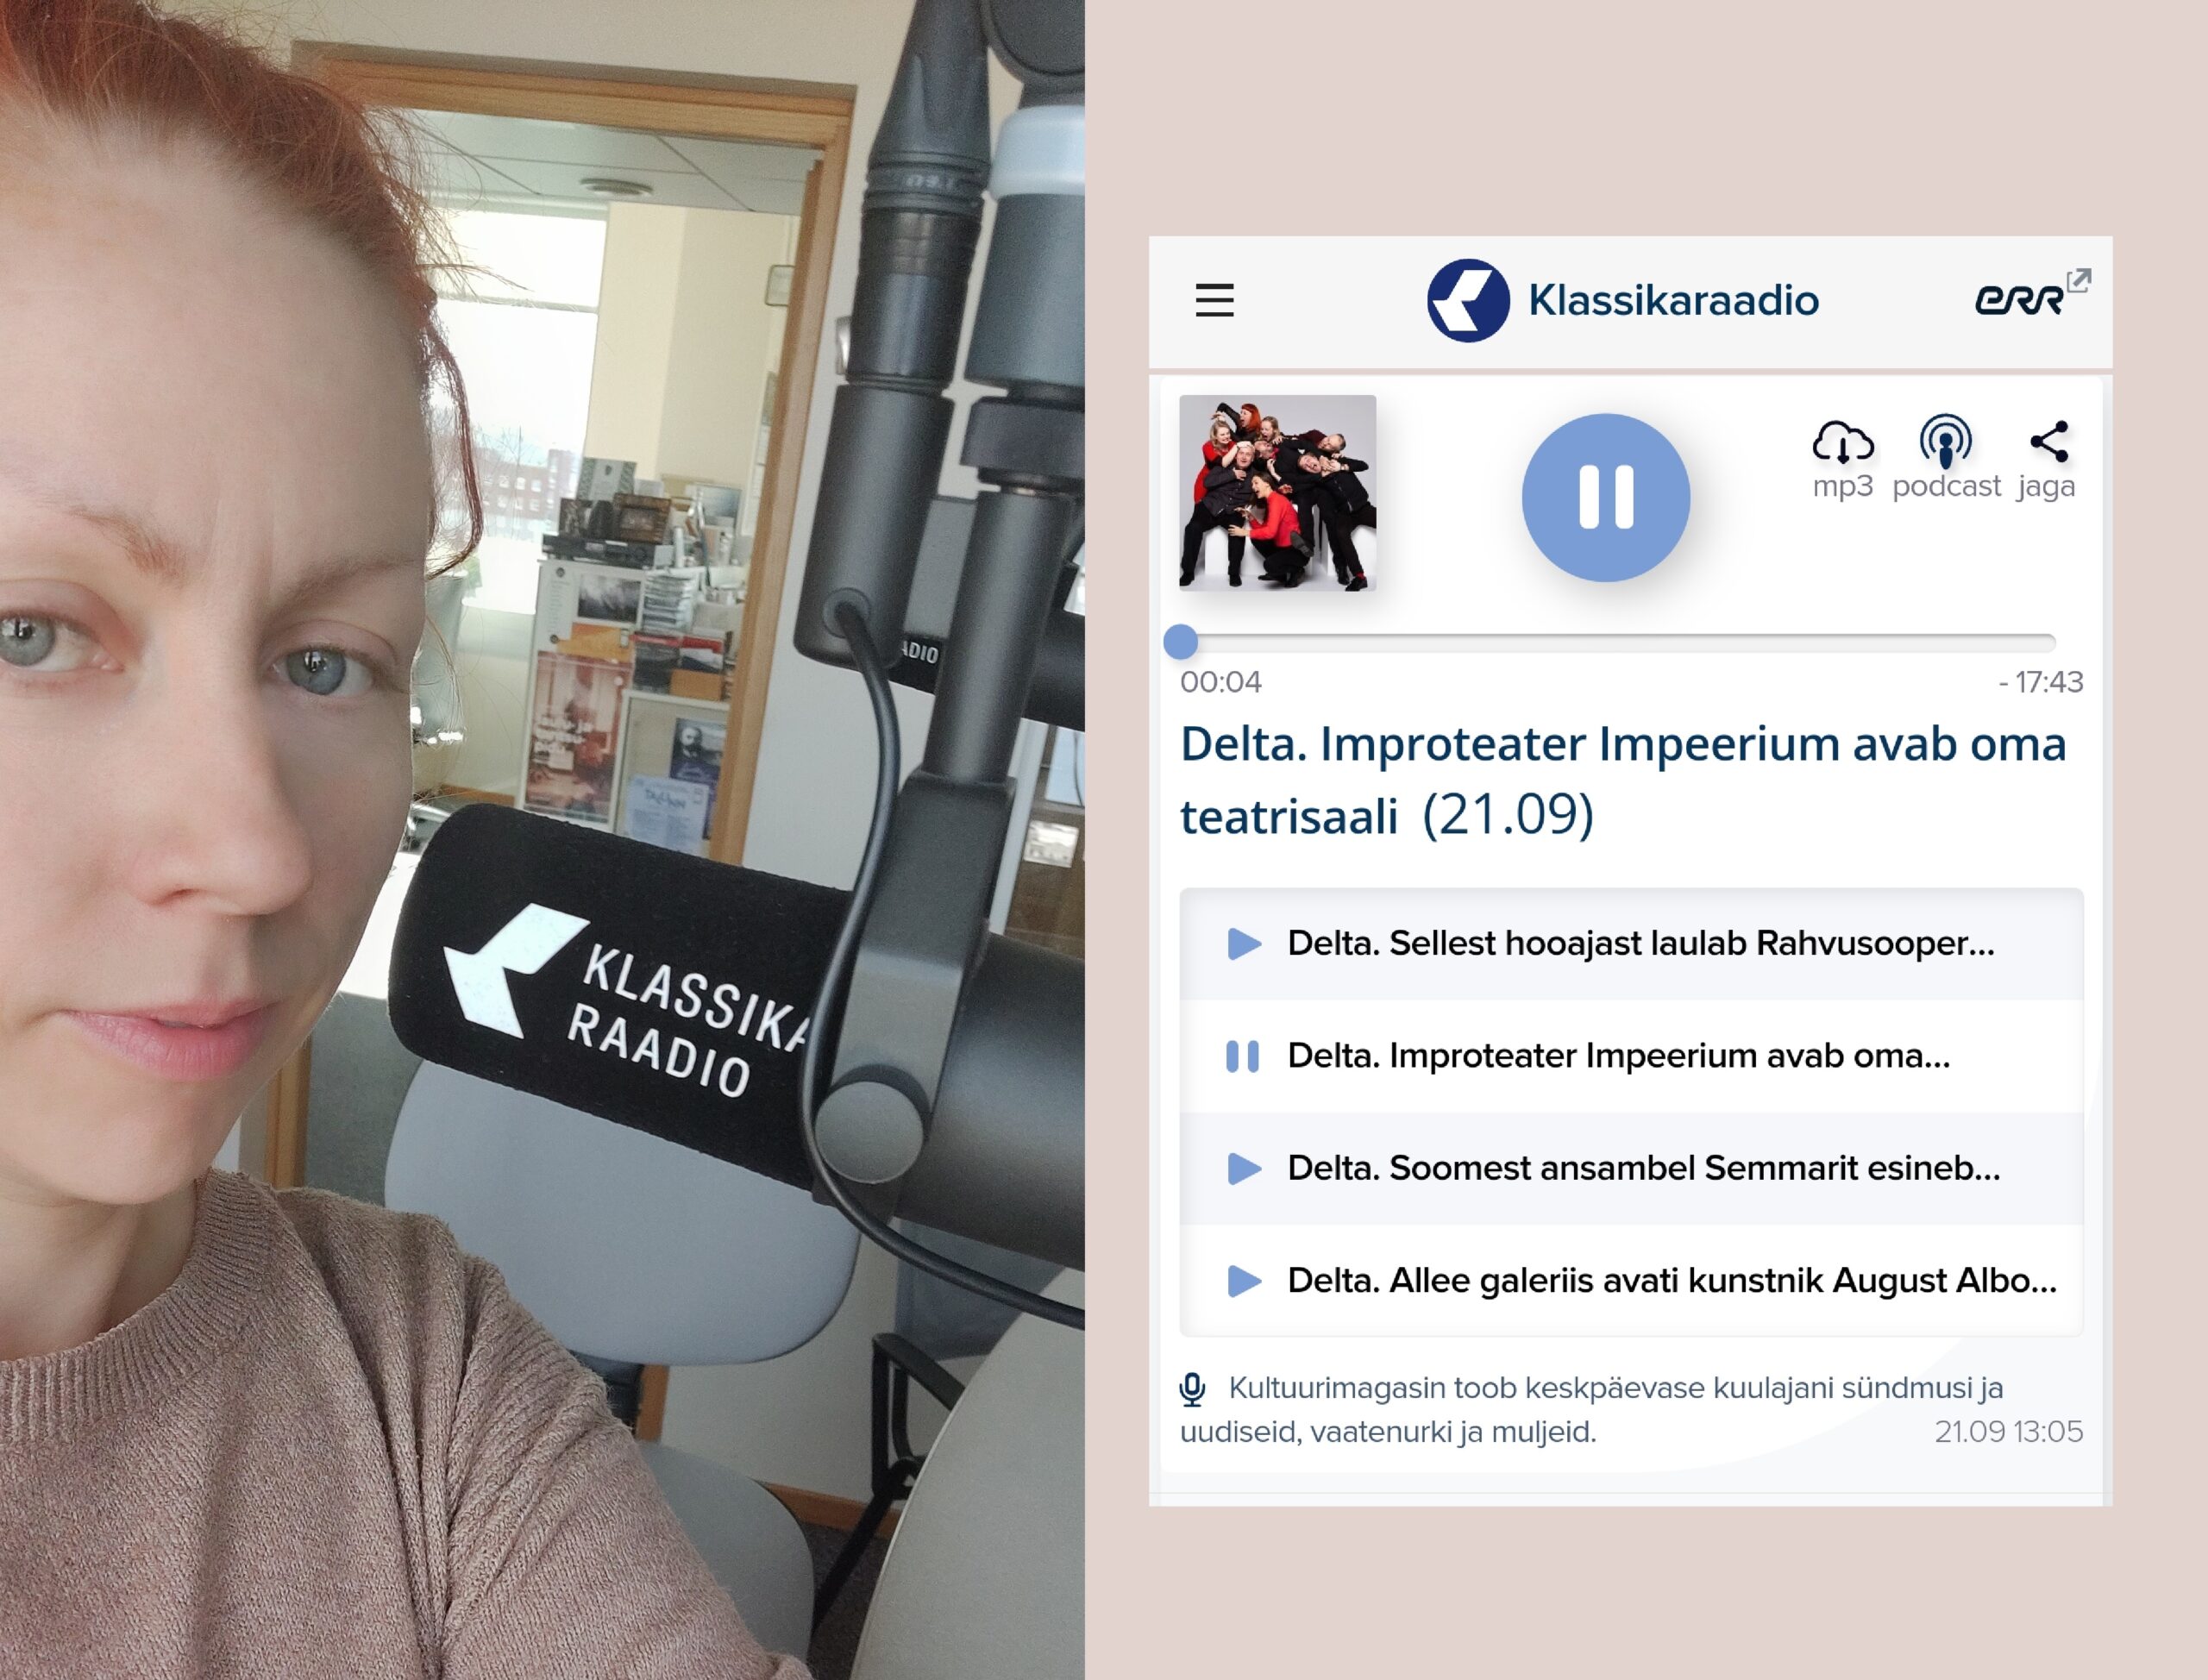 ADIO
KLASSIKA
RAADIO
Klassikaraadio
err
mp3 podcast jaga
00:04 - 17:43
Delta. Improteater Impeerium avab oma
teatrisaali (21.09)
Delta. Sellest hooajast laulab Rahvusooper...
Delta. Improteater Impeerium avab oma...
Delta. Soomest ansambel Semmarit esineb...
Delta. Allee galeriis avati kunstnik August Albo...
Kultuurimagasin toob keskpäevase kuulajani sündmusi ja
uudiseid, vaatenurki ja muljeid. 21.09 13:05